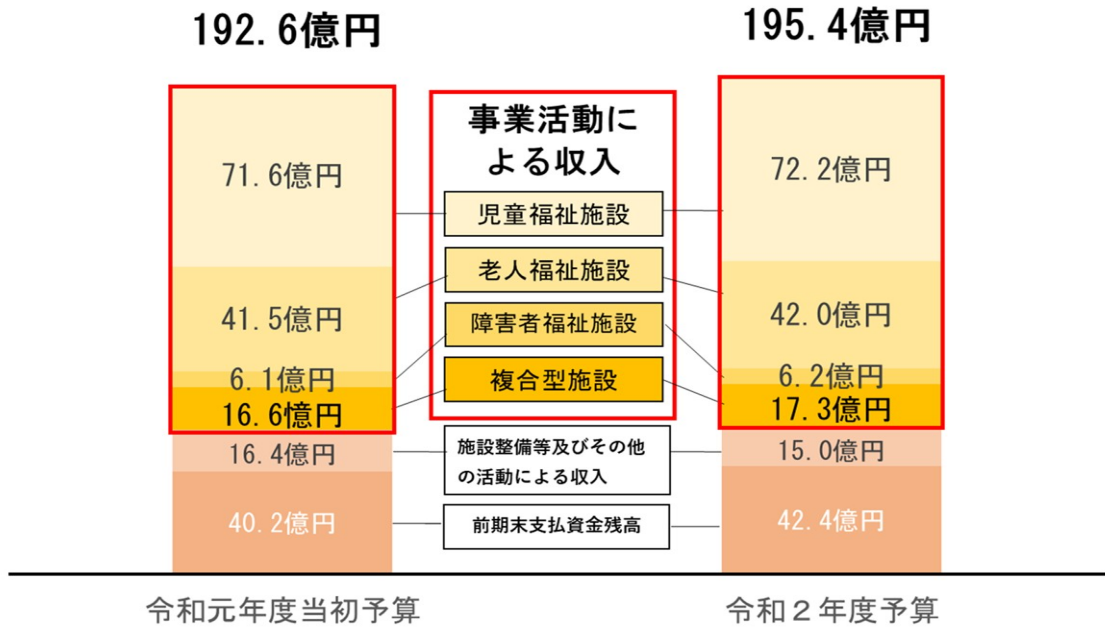 192.6億円
195.4億円
71.6億円
41.5億円
6.1億円
16.6億円
16.4億円
40.2億円
事業活動に
よる収入
児童福祉施設
老人福祉施設
障害者福祉施設
複合型施設
施設整備等及びその他
の活動による収入
前期末支払資金残高
72.2億円
42.0億円
6.2億円
17.3億円
15.0億円
42.4億円
令和元年度当初予算
令和２年度予算